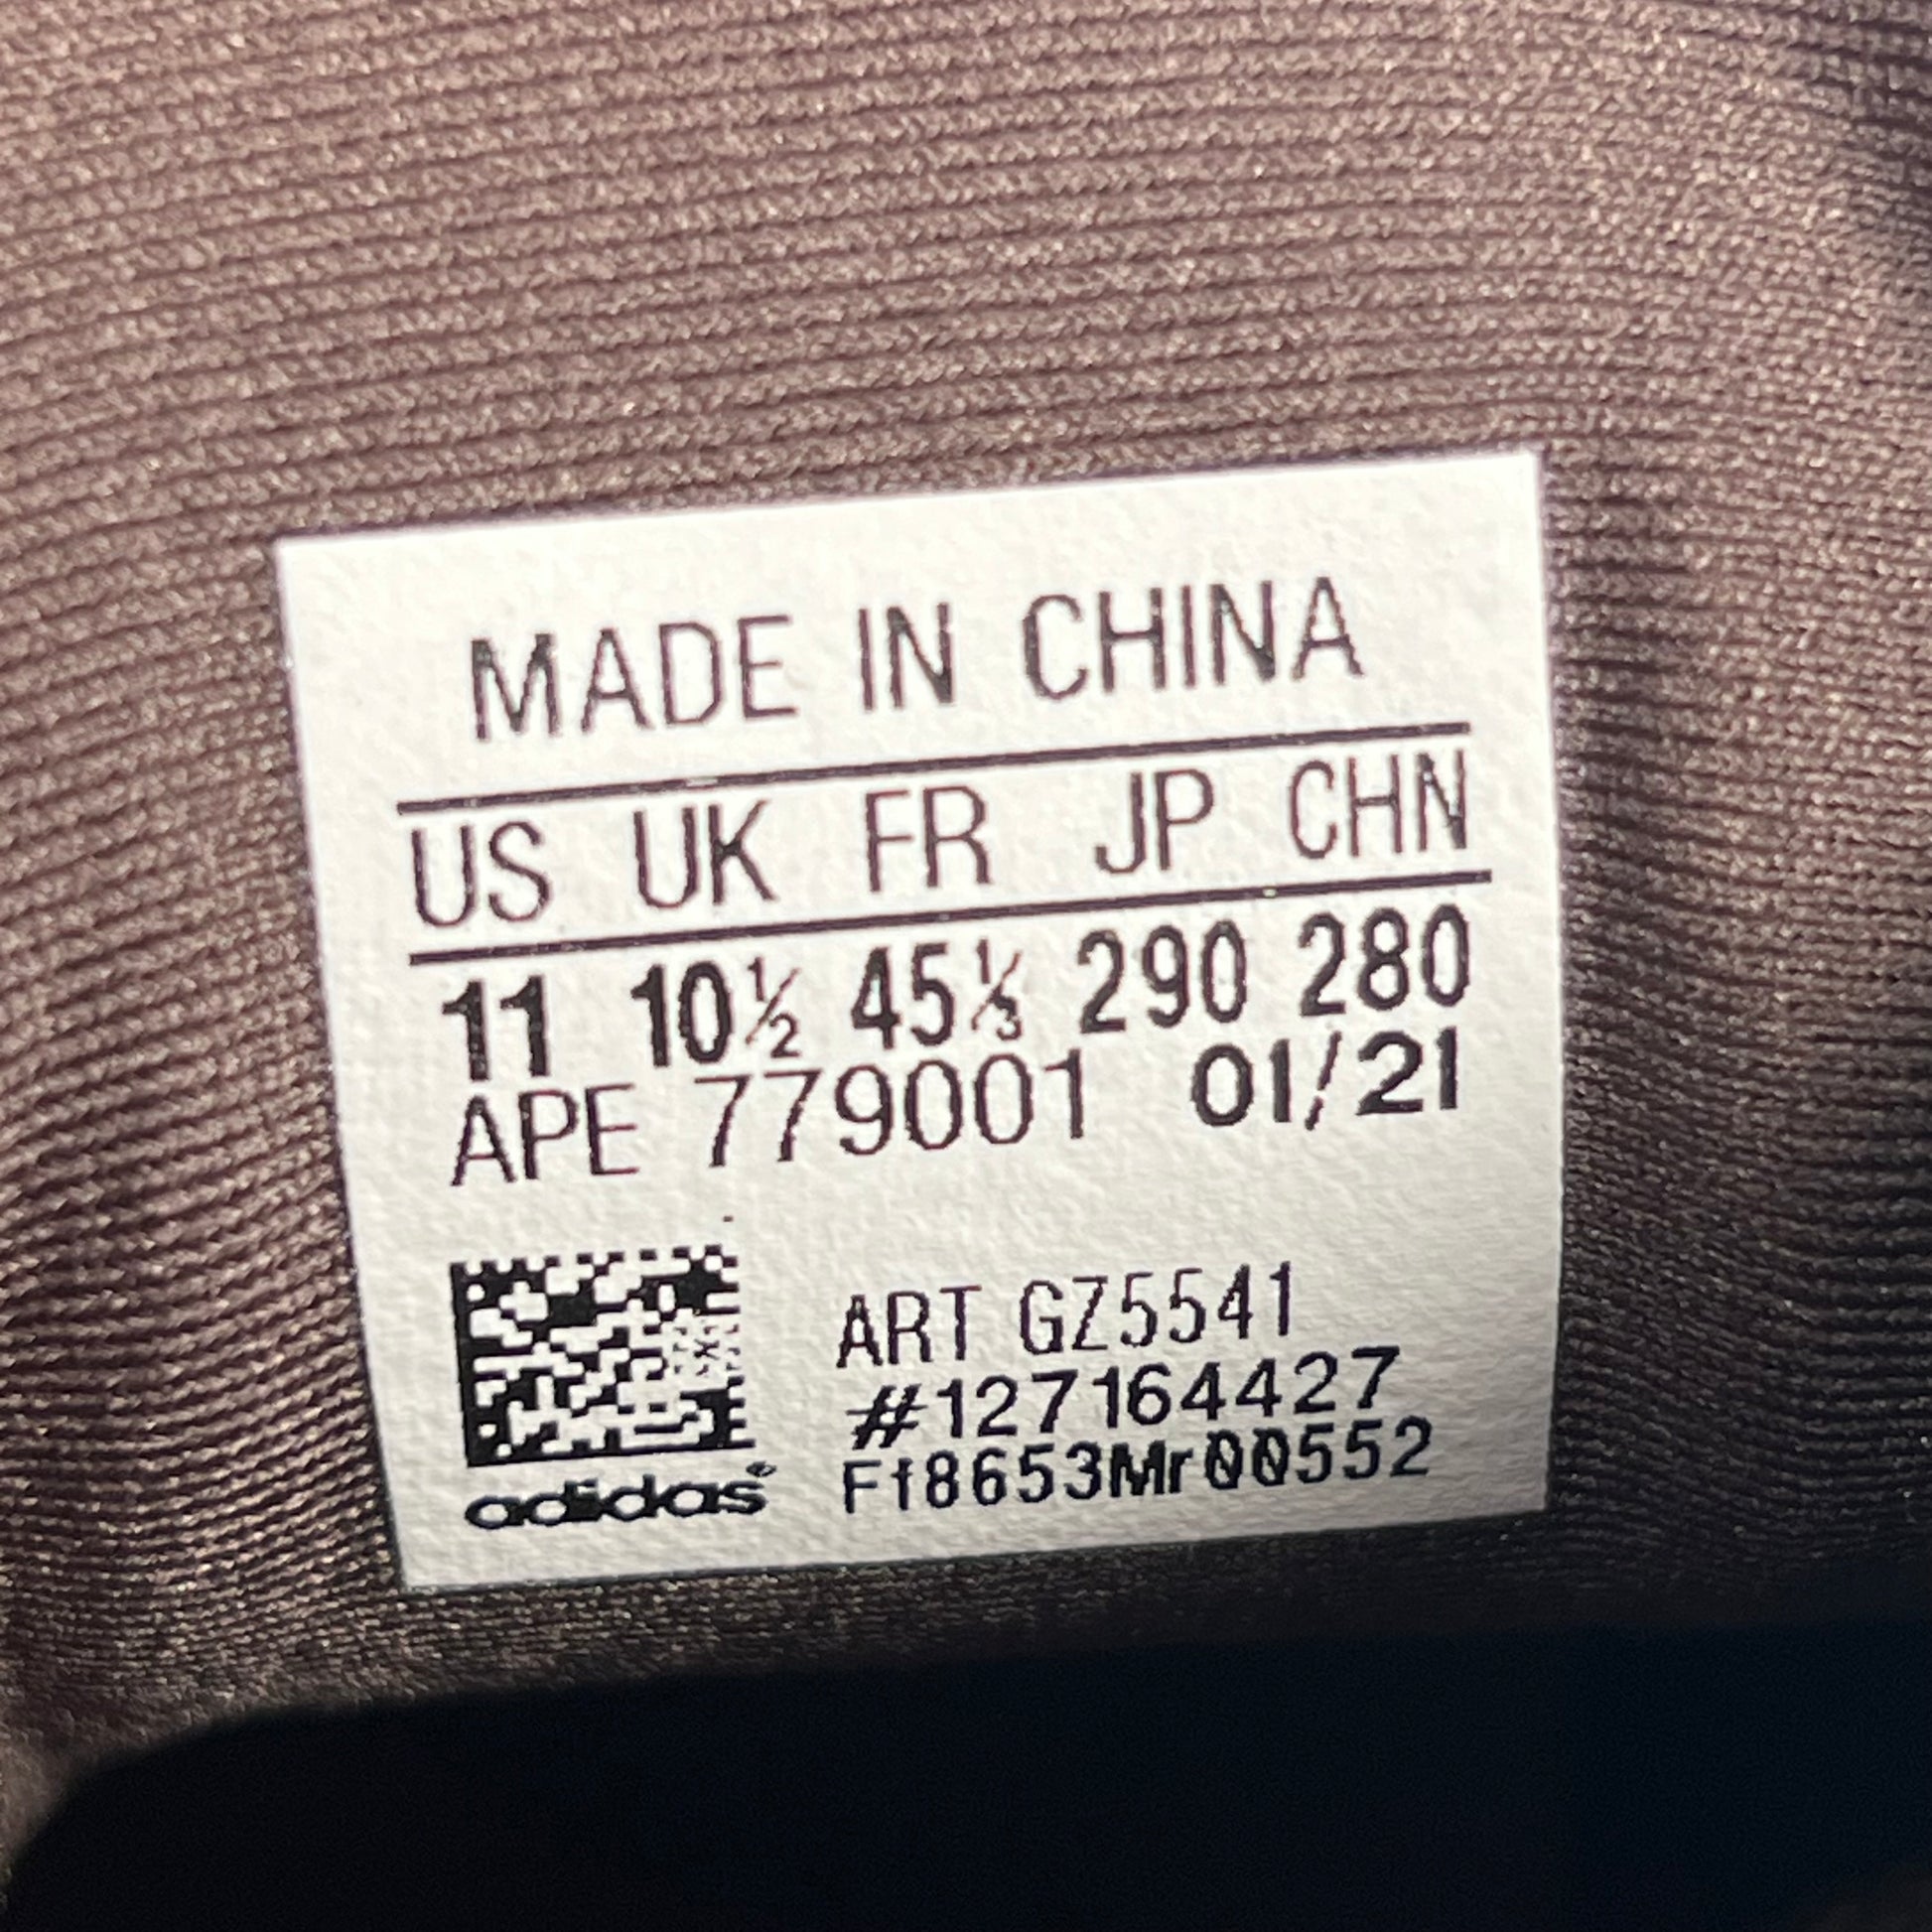 MADE IN CHINA
US UK FR JP CHN
11 10½ 45⅓ 290 280
APE 779001 01/21
ART GZ5541
#127164427
Ff8653Mr00552
adidas